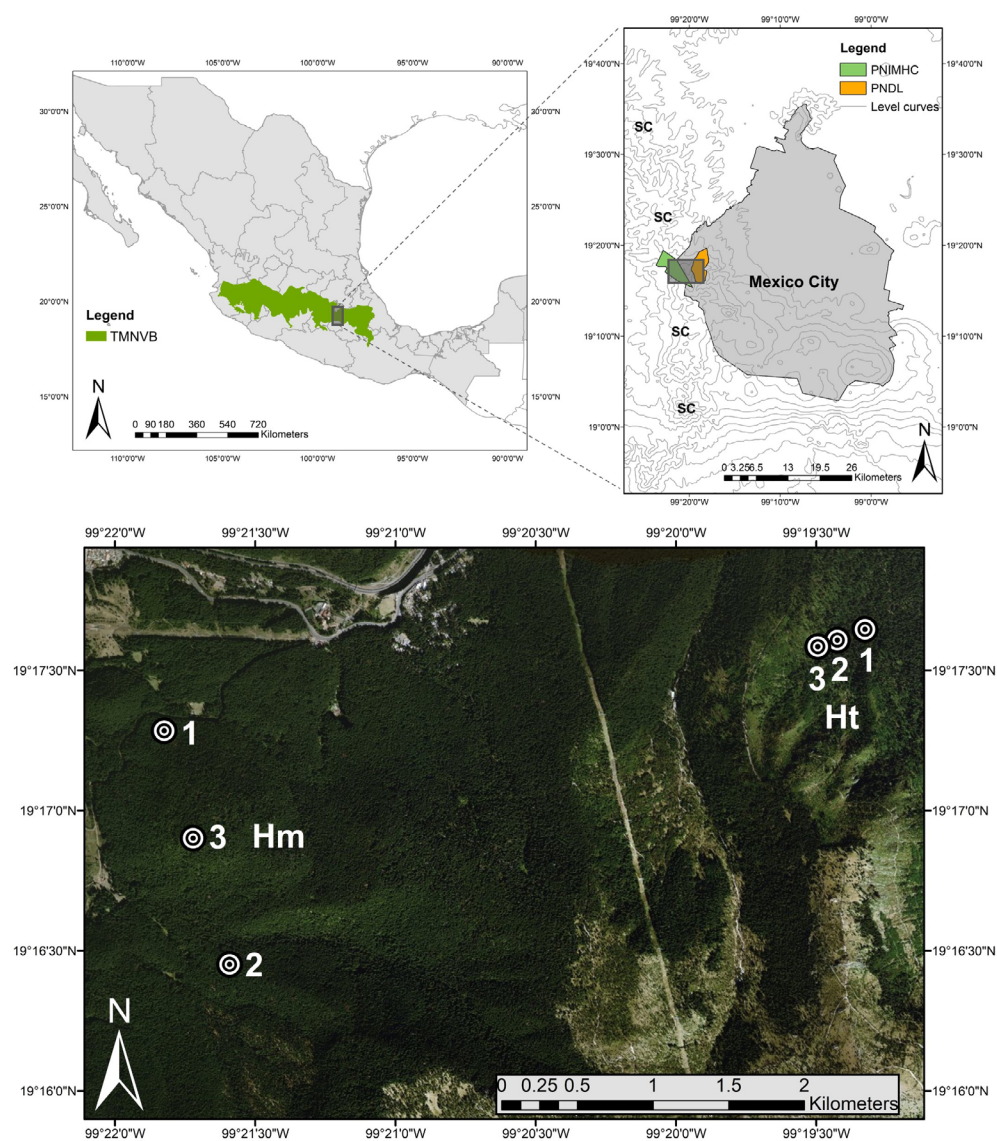 110°0'0"W 105°0'0"W 100°0'0"W 95°0'0"W 90°0'0"W
30°0'0"N 30°0'0"N
25°0'0"N 25°0'0"N
20°0'0"N 20°0'0"N
15°0'0"N 15°0'0"N
Legend
TMNVB
N
0 90 180 360 540 720
Kilometers
110°0'0"W 105°0'0"W 100°0'0"W 95°0'0"W 90°0'0"W
99°20'0"W 99°10'0"W 99°0'0"W
Legend
PNIMHC
PNDL
Level curves
19°40'0"N 19°40'0"N
SC
19°30'0"N 19°30'0"N
SC
19°20'0"N 19°20'0"N
Mexico City
SC
19°10'0"N 19°10'0"N
SC
19°0'0"N 19°0'0"N
N
0 3.25 6.5 13 19.5 26
Kilometers
99°20'0"W 99°10'0"W 99°0'0"W
99°22'0"W 99°21'30"W 99°21'0"W 99°20'30"W 99°20'0"W 99°19'30"W
19°17'30"N 19°17'30"N
3 2 1
Ht
1
19°17'0"N 19°17'0"N
3 Hm
19°16'30"N 19°16'30"N
2
N
19°16'0"N 19°16'0"N
0 0.25 0.5 1 1.5 2
Kilometers
99°22'0"W 99°21'30"W 99°21'0"W 99°20'30"W 99°20'0"W 99°19'30"W